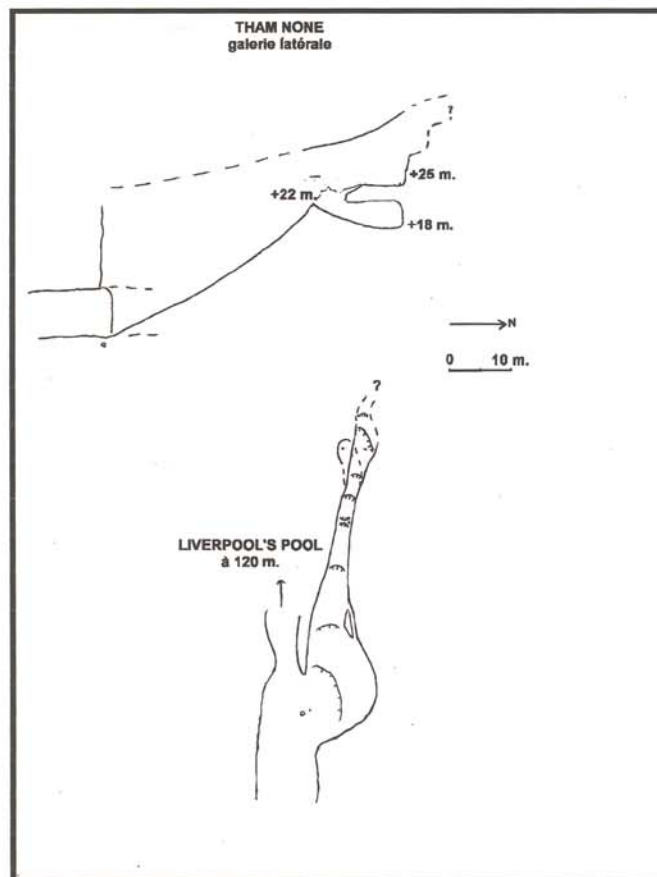 THAM NONE
galerie latérale
?
+25 m.
+22 m.
+18 m.
N
0 10 m.
?
LIVERPOOL'S POOL
à 120 m.